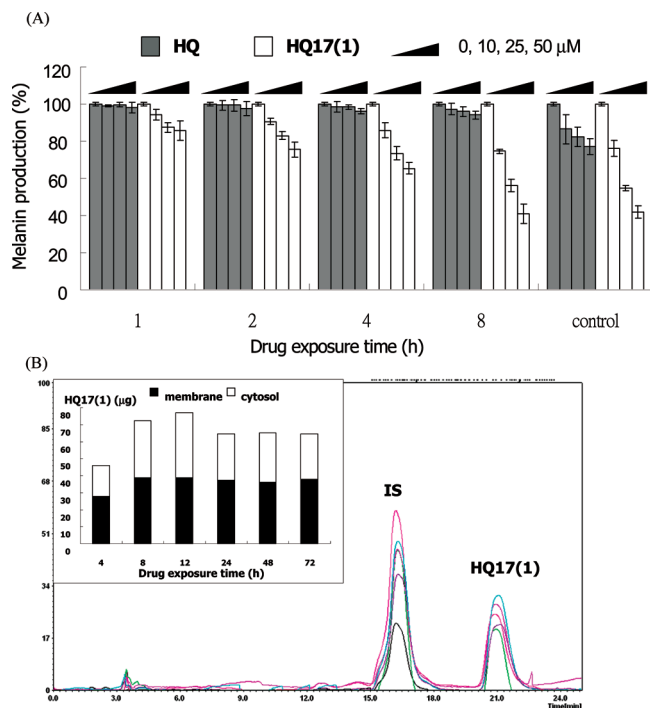 (A)
HQ HQ17(1) 0, 10, 25, 50 μM
Melanin production (%)
120
100
80
60
40
20
0
1 2 4 8 control
Drug exposure time (h)
(B)
100
85
68
51
34
17
0
HQ17(1) (μg) membrane cytosol
80
70
60
50
40
30
20
10
0
4 8 12 24 48 72
Drug exposure time (h)
IS
HQ17(1)
0.0 3.0 6.0 9.0 12.0 15.0 18.0 21.0 24.0
Time[min]